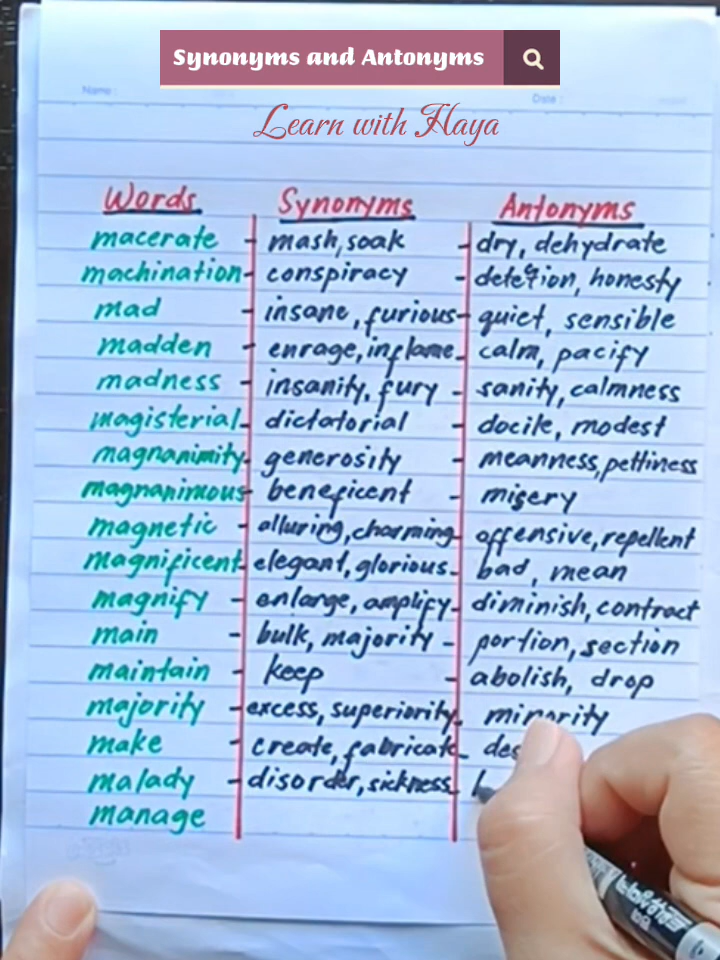 Synonyms and Antonyms
Name :
Date :
Learn with Haya
Words Synonyms Antonyms
macerate - mash, soak - dry, dehydrate
machination - conspiracy - detection, honesty
mad - insane, furious - quiet, sensible
madden - enrage, inflame - calm, pacify
madness - insanity, fury - sanity, calmness
magisterial - dictatorial - docile, modest
magnanimity - generosity - meanness, pettiness
magnanimous - beneficent - misery
magnetic - alluring, charming - offensive, repellent
magnificent - elegant, glorious - bad, mean
magnify - enlarge, amplify - diminish, contract
main - bulk, majority - portion, section
maintain - keep - abolish, drop
majority - excess, superiority - minority
make - create, fabricate - des
malady - disorder, sickness -
manage